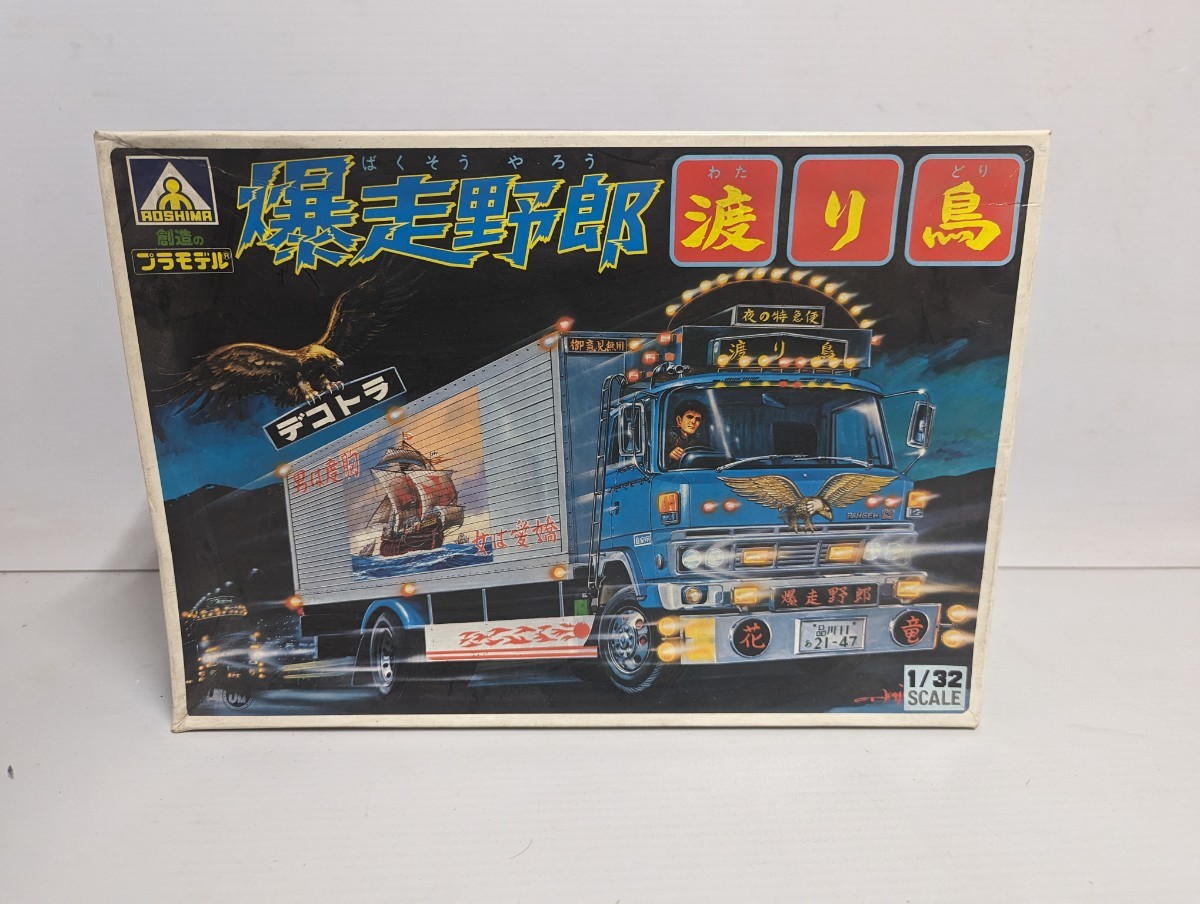 AOSHIMA
創造の
プラモデル®
ばくそう やろう
爆走野郎
わた どり
渡り鳥
デコトラ
夜の特急便
渡り鳥
御意見無用
男は度胸
女は愛嬌
RANGER
爆走野郎
花
品川11
あ 21-47
竜
1/32
SCALE